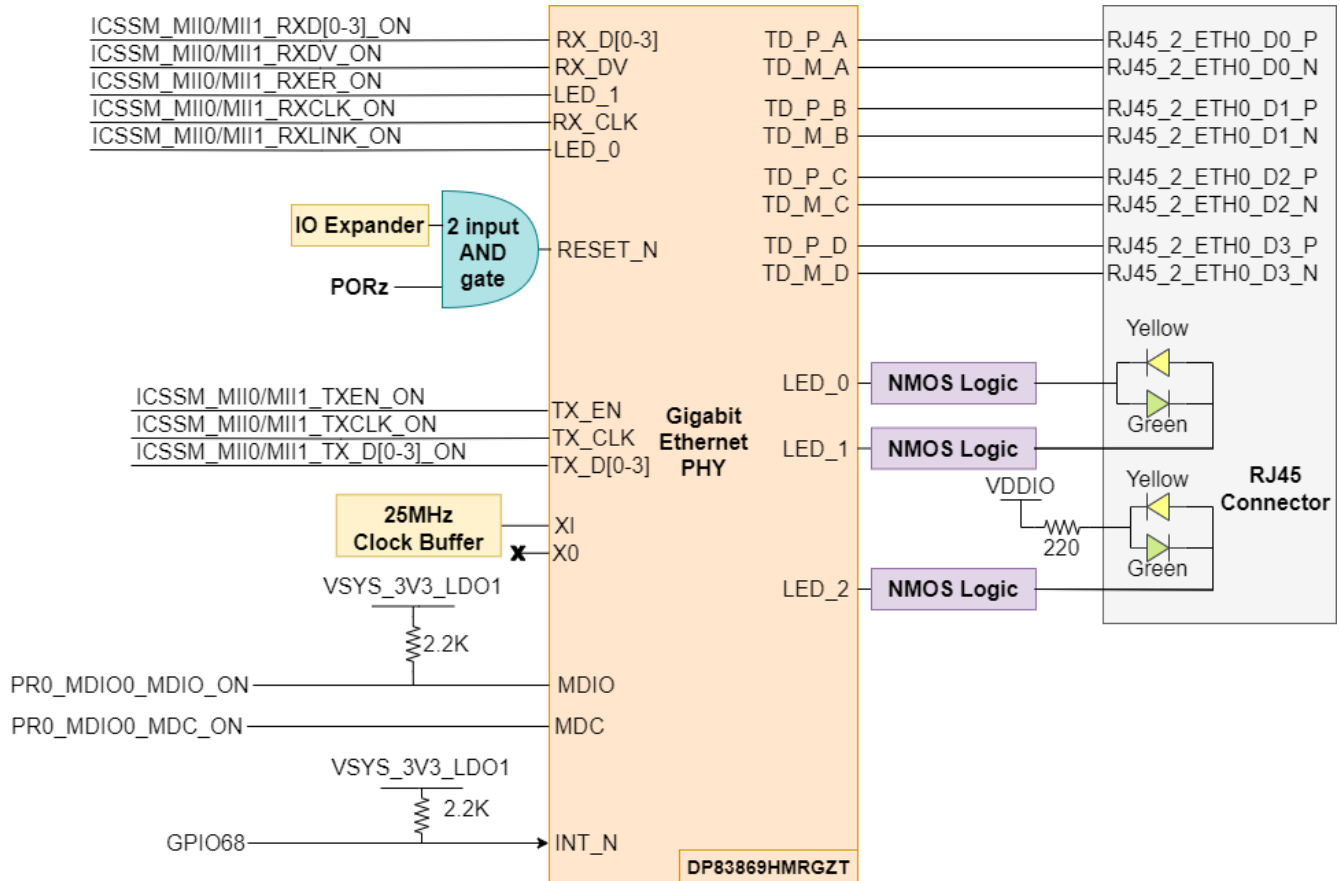 ICSSM_MII0/MII1_RXD[0-3]_ON
ICSSM_MII0/MII1_RXDV_ON
ICSSM_MII0/MII1_RXER_ON
ICSSM_MII0/MII1_RXCLK_ON
ICSSM_MII0/MII1_RXLINK_ON
RX_D[0-3]
RX_DV
LED_1
RX_CLK
LED_0
TD_P_A
TD_M_A
TD_P_B
TD_M_B
TD_P_C
TD_M_C
TD_P_D
TD_M_D
RJ45_2_ETH0_D0_P
RJ45_2_ETH0_D0_N
RJ45_2_ETH0_D1_P
RJ45_2_ETH0_D1_N
RJ45_2_ETH0_D2_P
RJ45_2_ETH0_D2_N
RJ45_2_ETH0_D3_P
RJ45_2_ETH0_D3_N
IO Expander
PORz
2 input
AND
gate
RESET_N
ICSSM_MII0/MII1_TXEN_ON
ICSSM_MII0/MII1_TXCLK_ON
ICSSM_MII0/MII1_TX_D[0-3]_ON
TX_EN
TX_CLK
TX_D[0-3]
Gigabit
Ethernet
PHY
LED_0
NMOS Logic
Yellow
Green
LED_1
NMOS Logic
VDDIO
220
Yellow
Green
RJ45
Connector
LED_2
NMOS Logic
25MHz
Clock Buffer
XI
X0
VSYS_3V3_LDO1
2.2K
PR0_MDIO0_MDIO_ON
MDIO
PR0_MDIO0_MDC_ON
MDC
VSYS_3V3_LDO1
2.2K
GPIO68
INT_N
DP83869HMRGZT